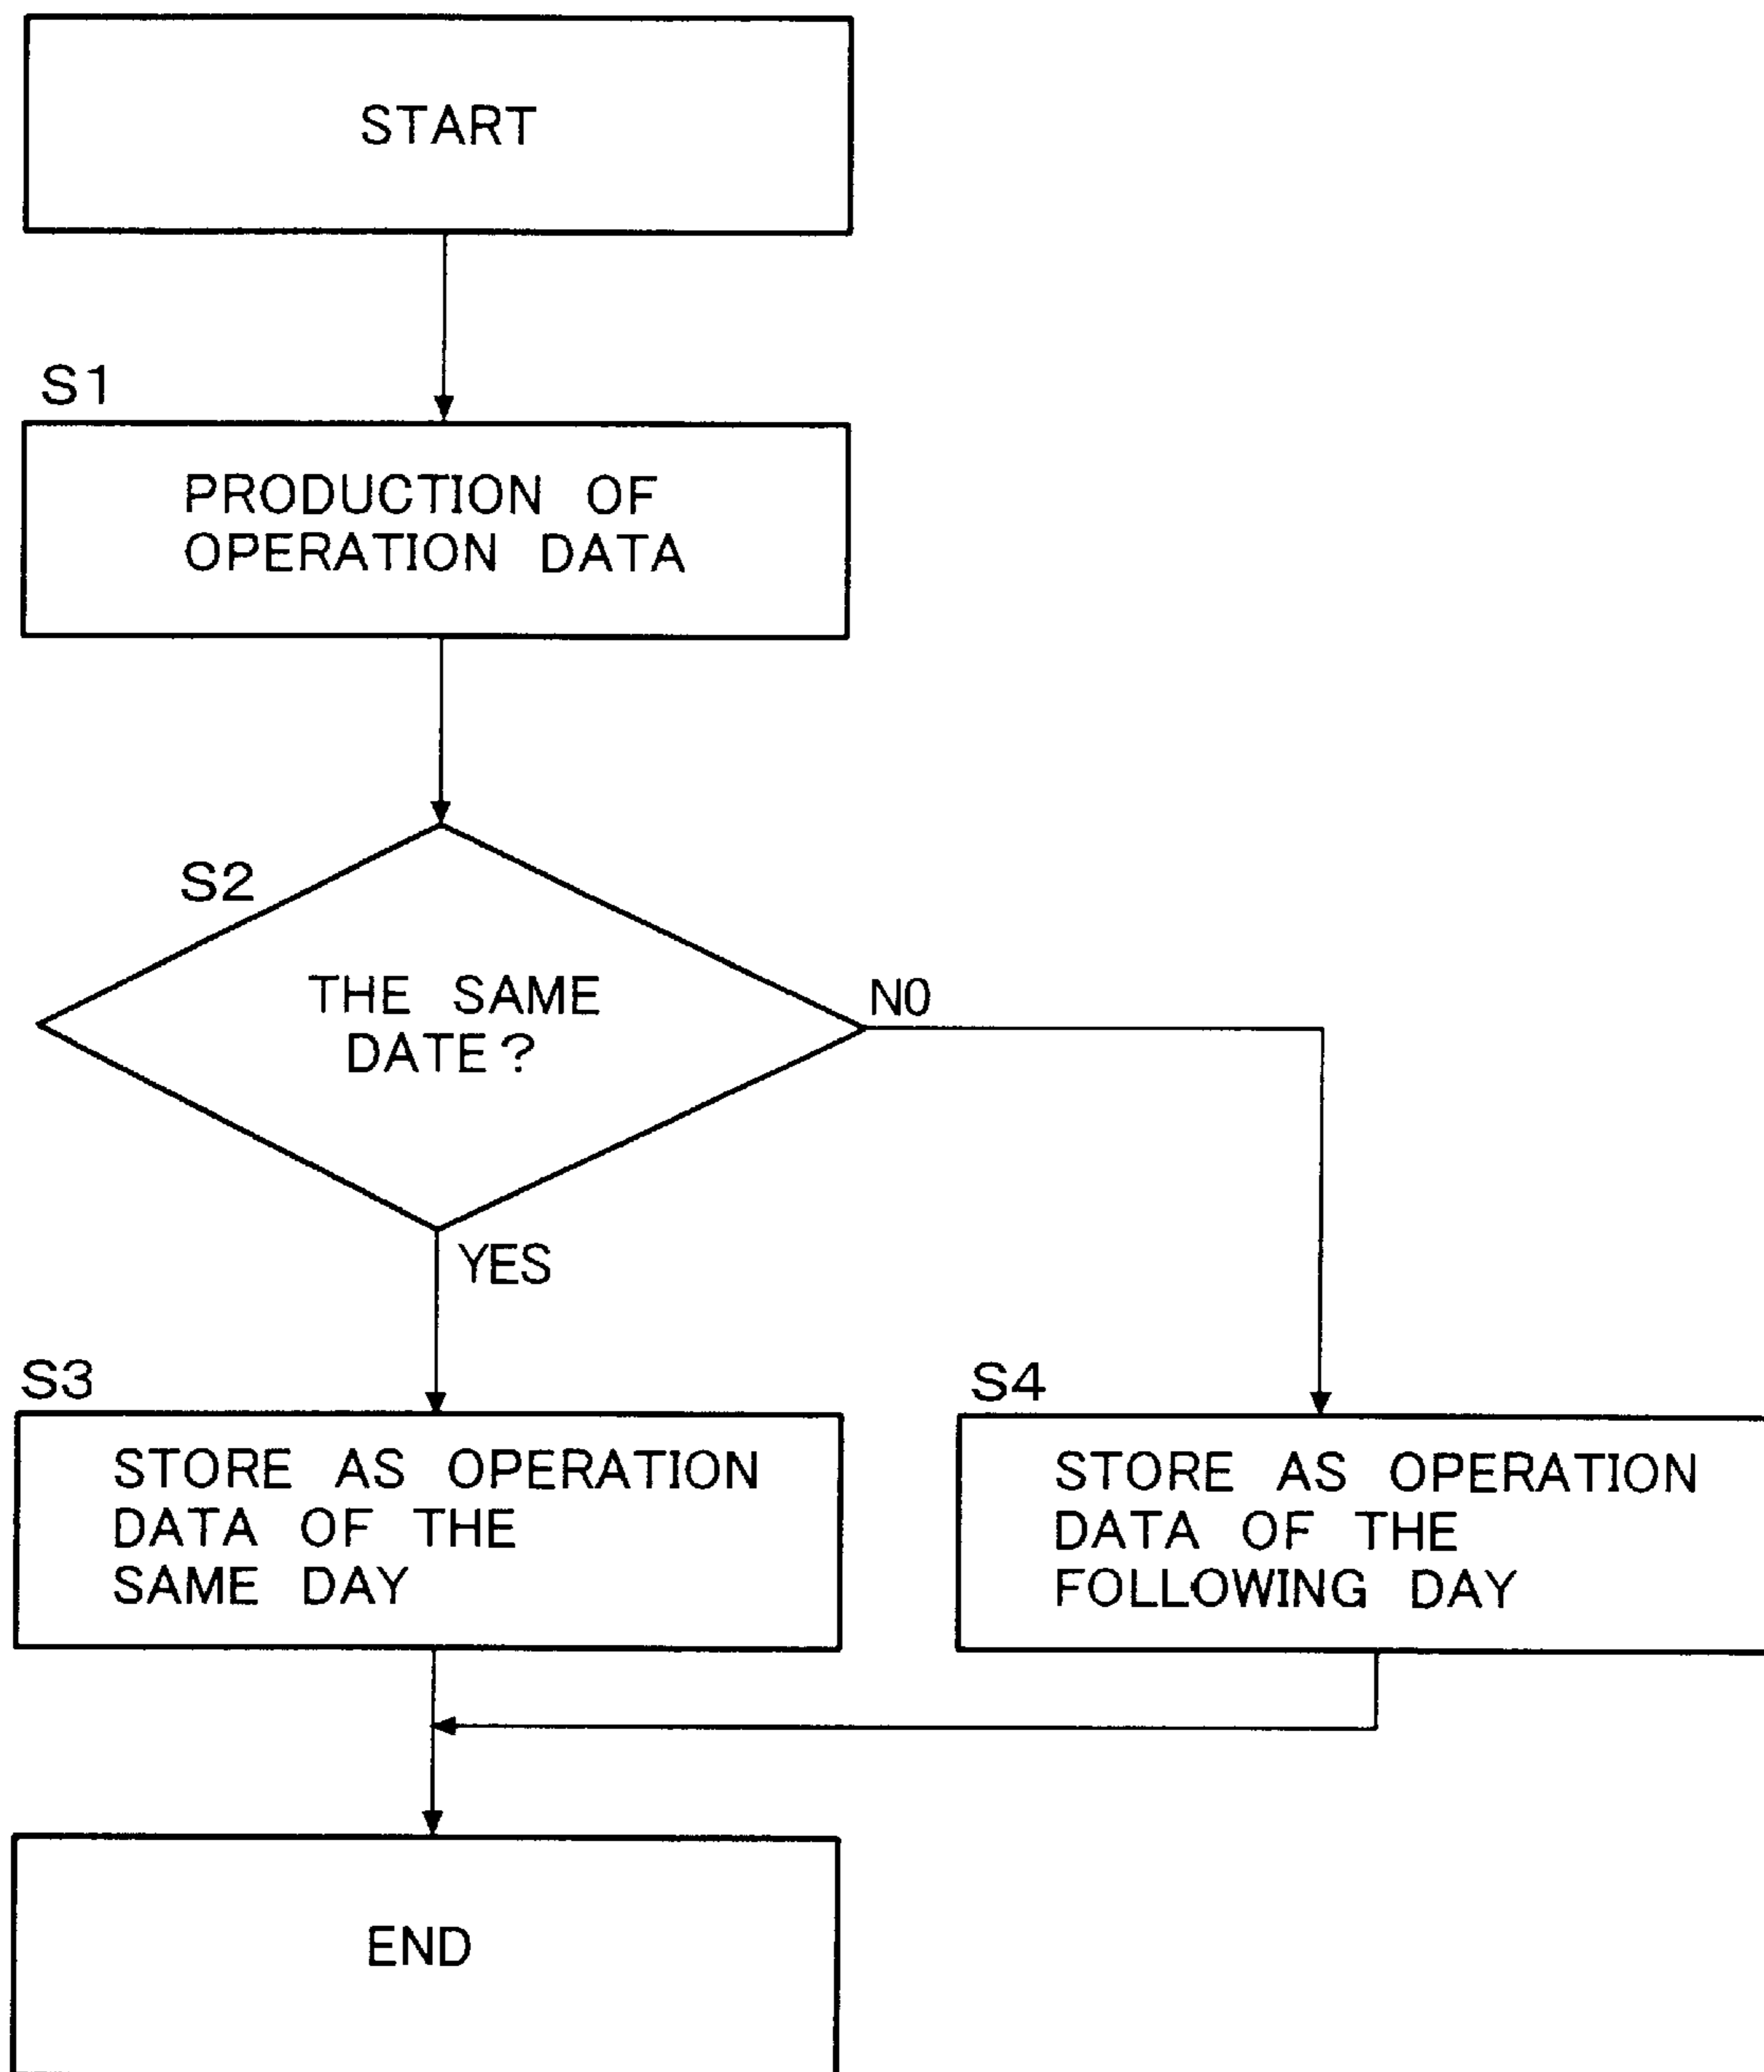 START
S1
PRODUCTION OF
OPERATION DATA
S2
THE SAME
DATE?
NO
YES
S3
STORE AS OPERATION
DATA OF THE
SAME DAY
S4
STORE AS OPERATION
DATA OF THE
FOLLOWING DAY
END